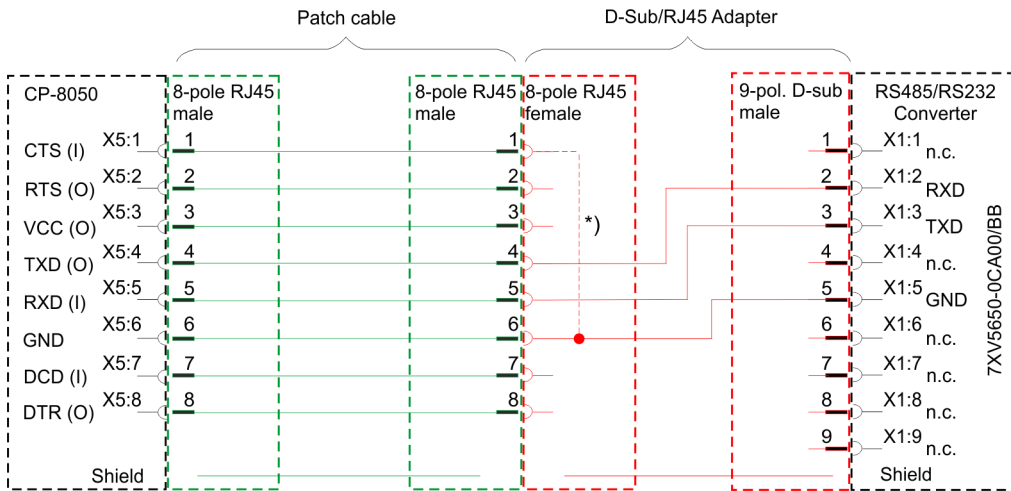 Patch cable
D-Sub/RJ45 Adapter
CP-8050
8-pole RJ45
male
8-pole RJ45
male
8-pole RJ45
female
9-pol. D-sub
male
RS485/RS232
Converter
CTS (I) X5:1 1 1 1 X1:1 n.c.
RTS (O) X5:2 2 2 2 X1:2 RXD
VCC (O) X5:3 3 3 *) 3 X1:3 TXD
TXD (O) X5:4 4 4 4 X1:4 n.c.
RXD (I) X5:5 5 5 5 X1:5 GND
GND X5:6 6 6 6 X1:6 n.c.
DCD (I) X5:7 7 7 7 X1:7 n.c.
DTR (O) X5:8 8 8 8 X1:8 n.c.
9 X1:9 n.c.
Shield
Shield
7XV5650-0CA00/BB